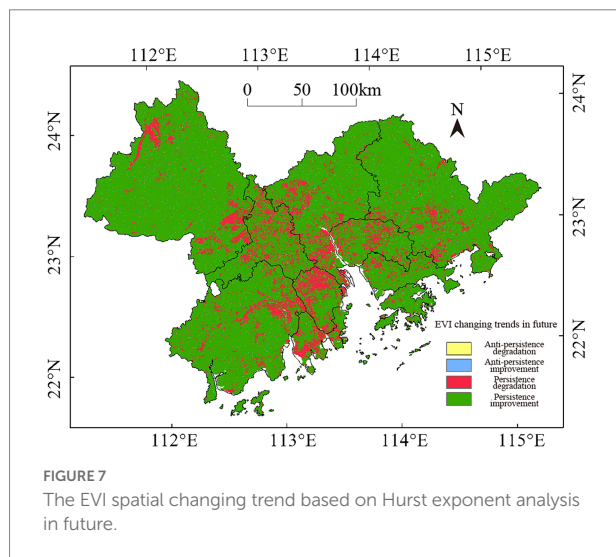 112°E 113°E 114°E 115°E
0 50 100km
N
24°N
24°N
23°N
23°N
22°N
22°N
EVI changing trends in future
Anti-persistence
degradation
Anti-persistence
improvement
Persistence
degradation
Persistence
improvement
112°E 113°E 114°E 115°E
FIGURE 7
The EVI spatial changing trend based on Hurst exponent analysis
in future.